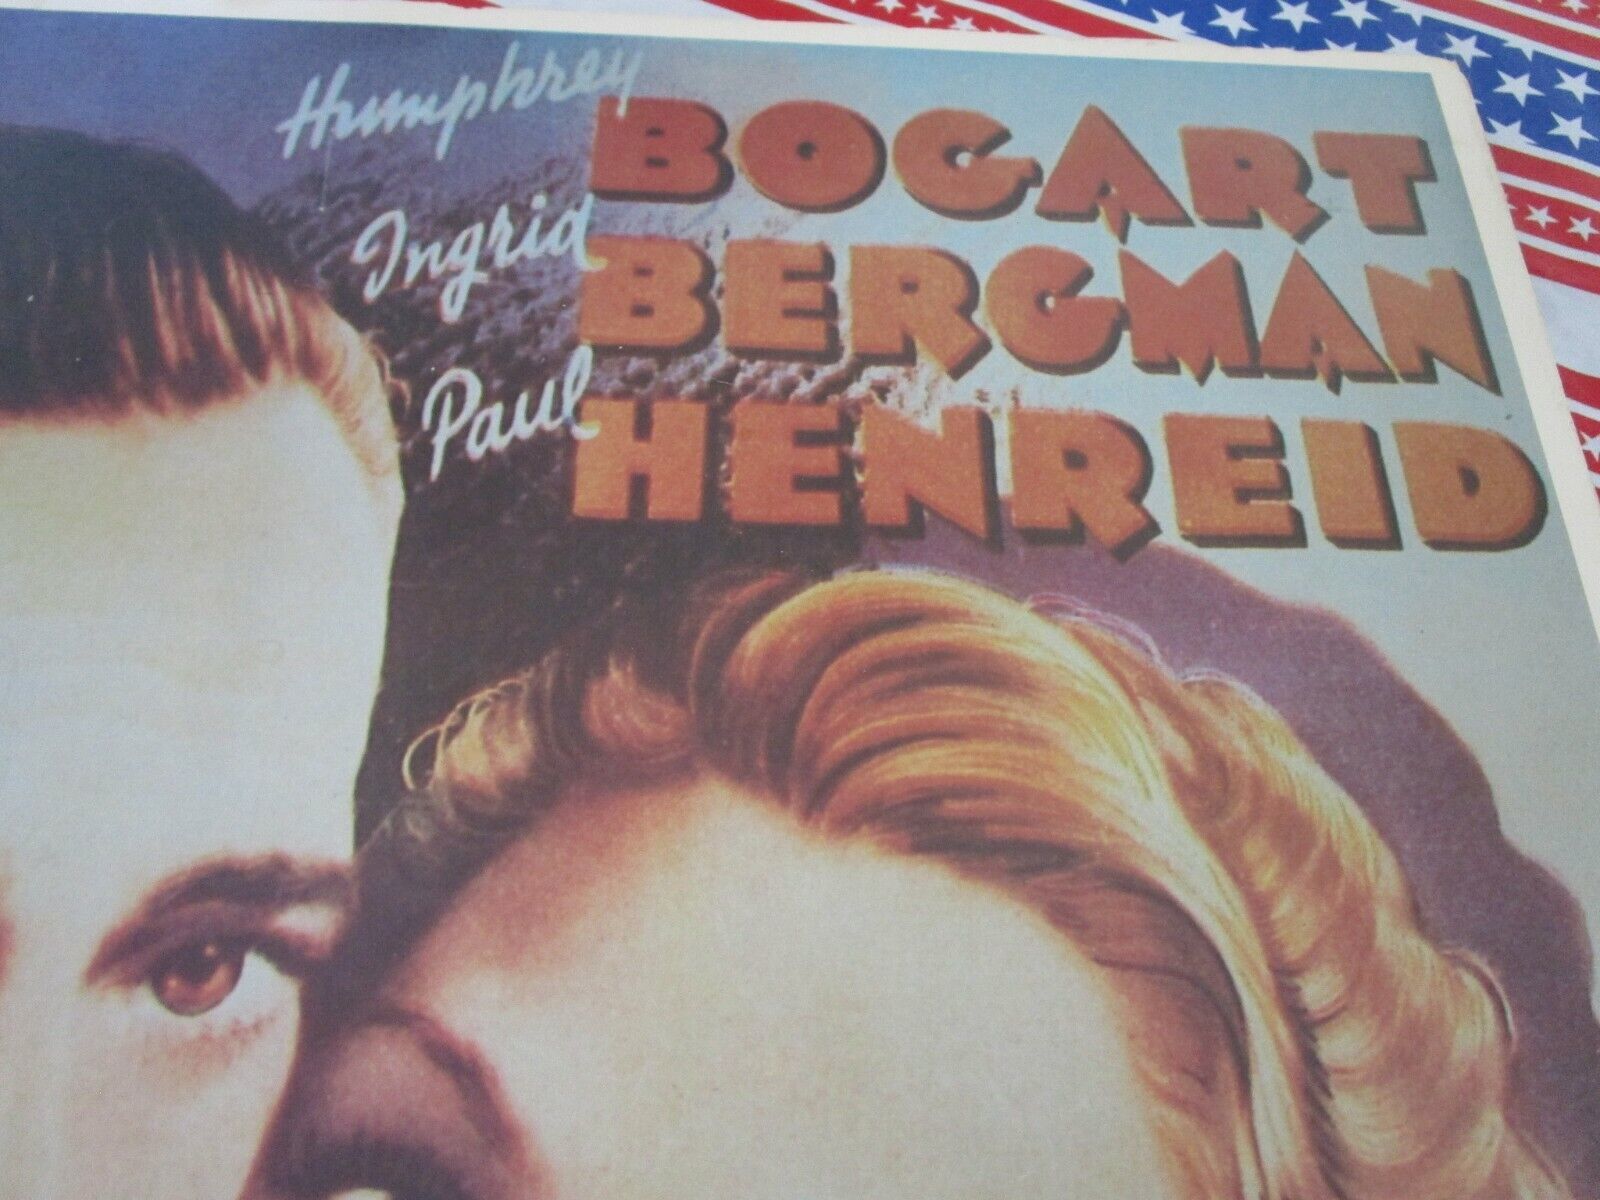 Humphrey BOGART
Ingrid BERGMAN
Paul HENREID